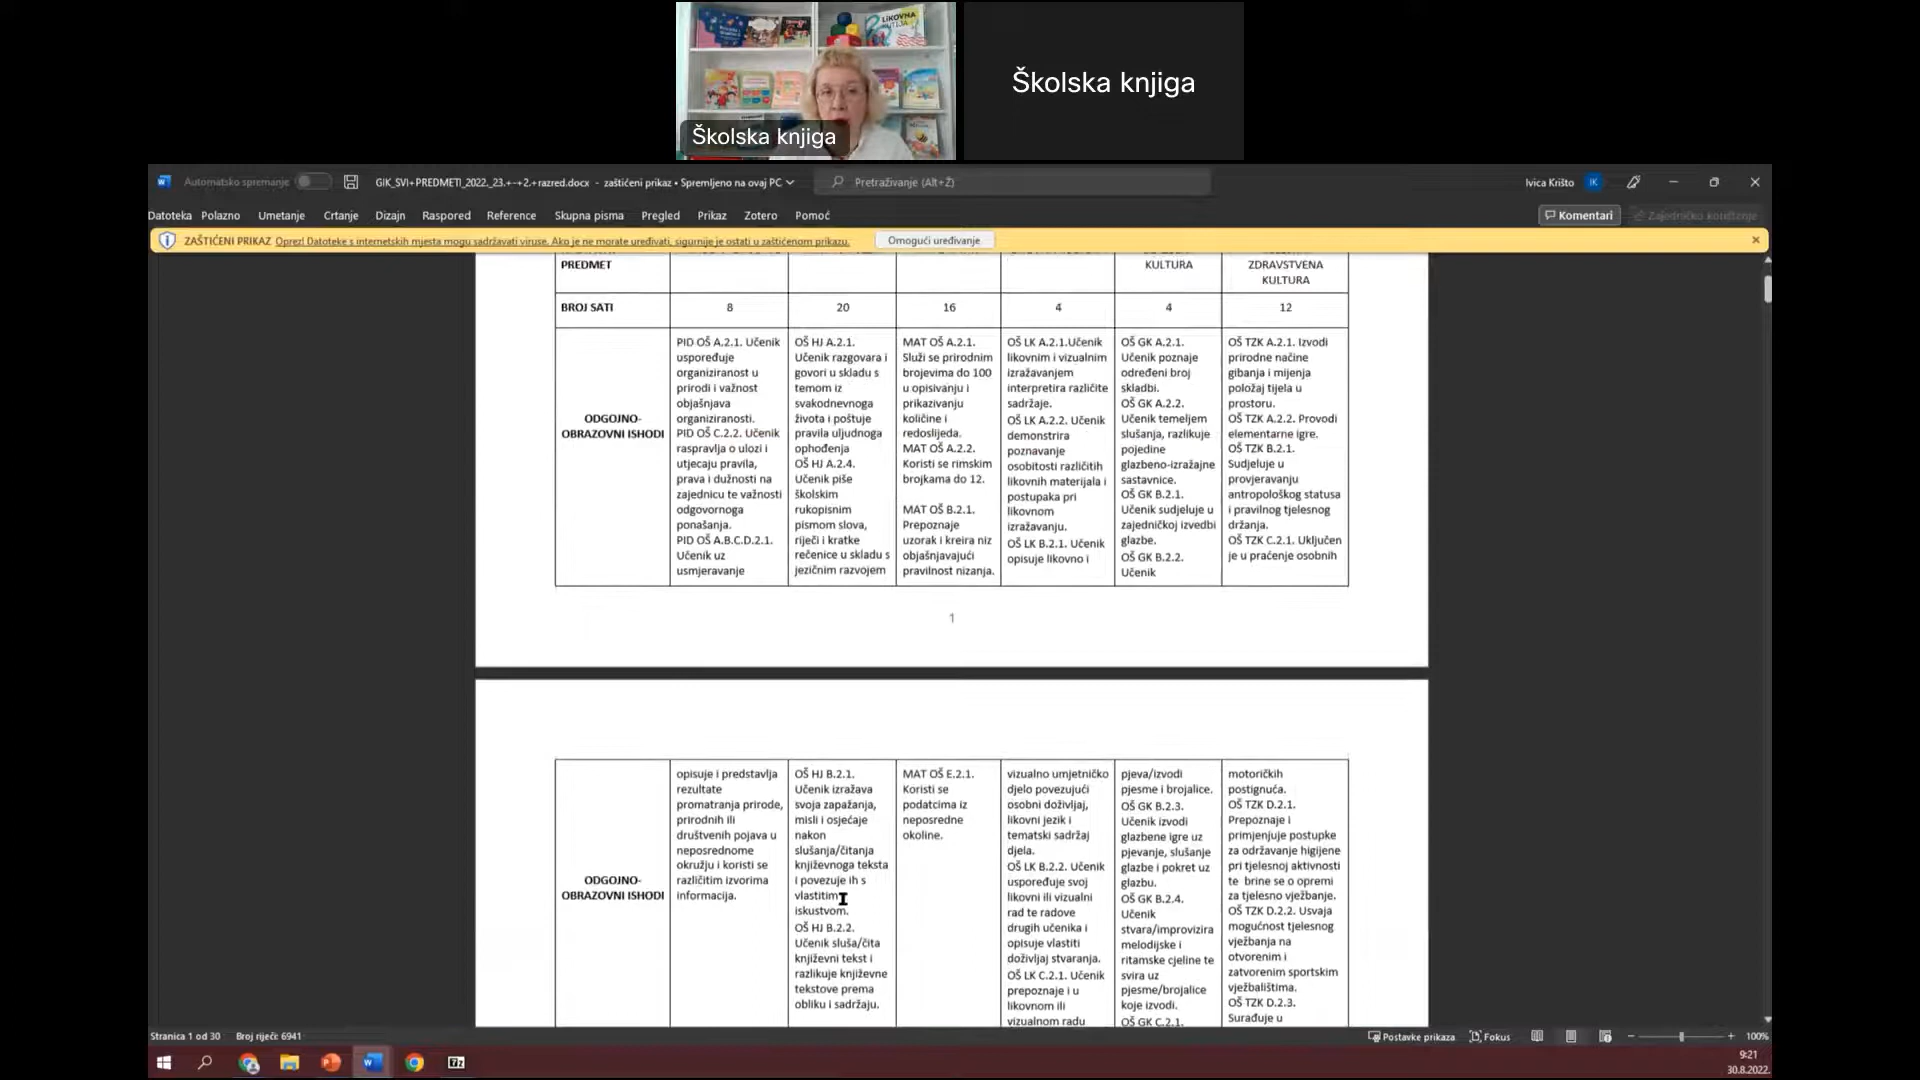 LIKOVNA
Školska knjiga
Školska knjiga
Automatsko spremanje
GIK_SVI+PREDMETI_2022._23.+-+2.+razred.docx - zaštićeni prikaz • Spremljeno na ovaj PC
Pretraživanje (Alt+Ž)
Ivica Krišto
IK
Datoteka Polazno Umetanje Crtanje Dizajn Raspored Reference Skupna pisma Pregled Prikaz Zotero Pomoć
Komentari
Zajedničko korištenje
ZAŠTIĆENI PRIKAZ Oprez! Datoteke s internetskih mjesta mogu sadržavati viruse. Ako je ne morate uređivati, sigurnije je ostati u zaštićenom prikazu.
Omogući uređivanje
PREDMET
KULTURA
ZDRAVSTVENA
KULTURA
BROJ SATI
8
20
16
4
4
12
ODGOJNO-
OBRAZOVNI ISHODI
PID OŠ A.2.1. Učenik
uspoređuje
organiziranost u
prirodi i važnost
objašnjava
organiziranosti.
PID OŠ C.2.2. Učenik
raspravlja o ulozi i
utjecaju pravila,
prava i dužnosti na
zajednicu te važnosti
odgovornoga
ponašanja.
PID OŠ A.B.C.D.2.1.
Učenik uz
usmjeravanje
OŠ HJ A.2.1.
Učenik razgovara i
govori u skladu s
temom iz
svakodnevnoga
života i poštuje
pravila uljudnoga
ophođenja
OŠ HJ A.2.4.
Učenik piše
školskim
rukopisnim
pismom slova,
riječi i kratke
rečenice u skladu s
jezičnim razvojem
MAT OŠ A.2.1.
Služi se prirodnim
brojevima do 100
u opisivanju i
prikazivanju
količine i
redoslijeda.
MAT OŠ A.2.2.
Koristi se rimskim
brojkama do 12.
MAT OŠ B.2.1.
Prepoznaje
uzorak i kreira niz
objašnjavajući
pravilnost nizanja.
OŠ LK A.2.1.Učenik
likovnim i vizualnim
izražavanjem
interpretira različite
sadržaje.
OŠ LK A.2.2. Učenik
demonstrira
poznavanje
osobitosti različitih
likovnih materijala i
postupaka pri
likovnom
izražavanju.
OŠ LK B.2.1. Učenik
opisuje likovno i
OŠ GK A.2.1.
Učenik poznaje
određeni broj
skladbi.
OŠ GK A.2.2.
Učenik temeljem
slušanja, razlikuje
pojedine
glazbeno-izražajne
sastavnice.
OŠ GK B.2.1.
Učenik sudjeluje u
zajedničkoj izvedbi
glazbe.
OŠ GK B.2.2.
Učenik
OŠ TZK A.2.1. Izvodi
prirodne načine
gibanja i mijenja
položaj tijela u
prostoru.
OŠ TZK A.2.2. Provodi
elementarne igre.
OŠ TZK B.2.1.
Sudjeluje u
provjeravanju
antropološkog statusa
i pravilnog tjelesnog
držanja.
OŠ TZK C.2.1. Uključen
je u praćenje osobnih
1
ODGOJNO-
OBRAZOVNI ISHODI
opisuje i predstavlja
rezultate
promatranja prirode,
prirodnih ili
društvenih pojava u
neposrednome
okružju i koristi se
različitim izvorima
informacija.
OŠ HJ B.2.1.
Učenik izražava
svoja zapažanja,
misli i osjećaje
nakon
slušanja/čitanja
književnoga teksta
i povezuje ih s
vlastitim
iskustvom.
OŠ HJ B.2.2.
Učenik sluša/čita
književni tekst i
razlikuje književne
tekstove prema
obliku i sadržaju.
MAT OŠ E.2.1.
Koristi se
podatcima iz
neposredne
okoline.
vizualno umjetničko
djelo povezujući
osobni doživljaj,
likovni jezik i
tematski sadržaj
djela.
OŠ LK B.2.2. Učenik
uspoređuje svoj
likovni ili vizualni
rad te radove
drugih učenika i
opisuje vlastiti
doživljaj stvaranja.
OŠ LK C.2.1. Učenik
prepoznaje i u
likovnom ili
vizualnom radu
pjeva/izvodi
pjesme i brojalice.
OŠ GK B.2.3.
Učenik izvodi
glazbene igre uz
pjevanje, slušanje
glazbe i pokret uz
glazbu.
OŠ GK B.2.4.
Učenik
stvara/improvizira
melodijske i
ritamske cjeline te
svira uz
pjesme/brojalice
koje izvodi.
OŠ GK C.2.1.
motoričkih
postignuća.
OŠ TZK D.2.1.
Prepoznaje i
primjenjuje postupke
za održavanje higijene
pri tjelesnoj aktivnosti
te brine se o opremi
za tjelesno vježbanje.
OŠ TZK D.2.2. Usvaja
mogućnost tjelesnog
vježbanja na
otvorenim i
zatvorenim sportskim
vježbalištima.
OŠ TZK D.2.3.
Surađuje u
Stranica 1 od 30 Broj riječi: 6941
Postavke prikaza Fokus
100%
9:21
30.8.2022.